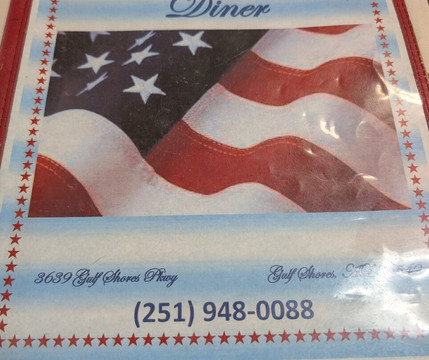 Diner
3639 Gulf Shores Pkwy Gulf Shores,
(251) 948-0088